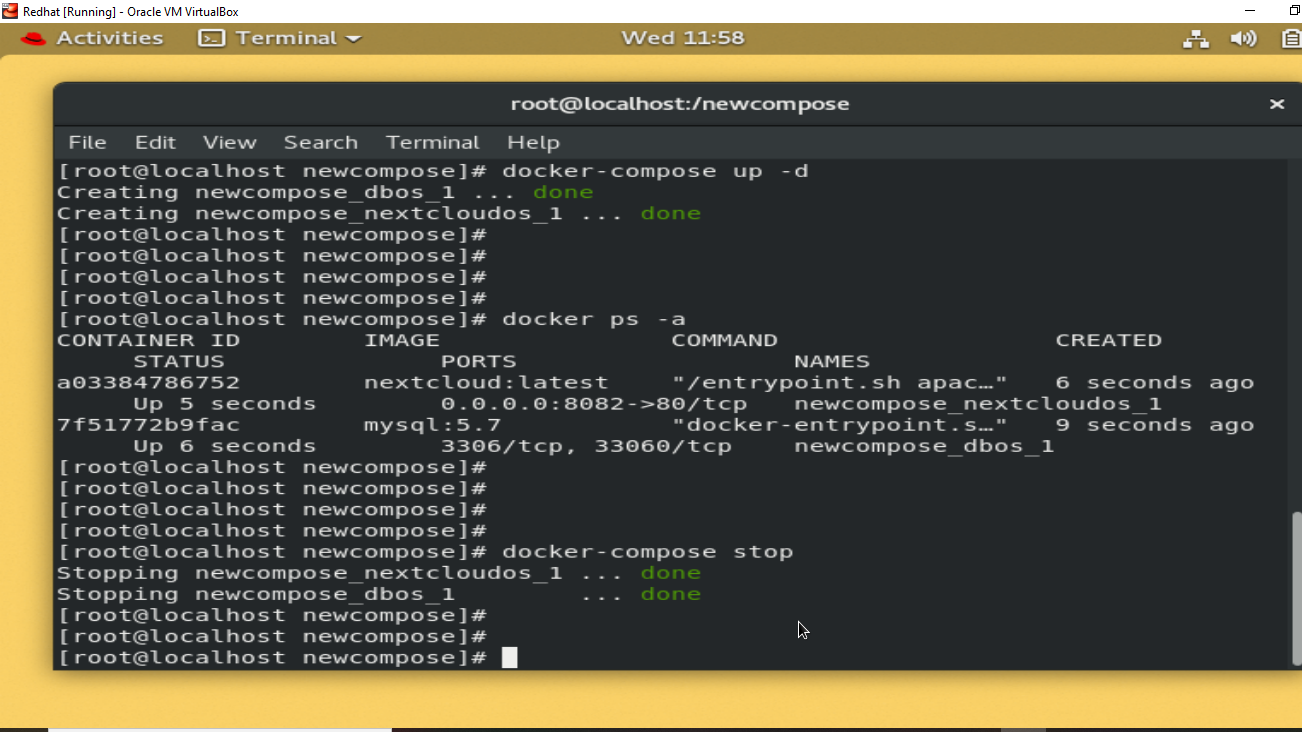 Redhat [Running] - Oracle VM VirtualBox
Activities Terminal Wed 11:58
root@localhost:/newcompose
File Edit View Search Terminal Help
[root@localhost newcompose]# docker-compose up -d
Creating newcompose_dbos_1 ... done
Creating newcompose_nextcloudos_1 ... done
[root@localhost newcompose]#
[root@localhost newcompose]#
[root@localhost newcompose]#
[root@localhost newcompose]#
[root@localhost newcompose]# docker ps -a
CONTAINER ID        IMAGE               COMMAND                  CREATED
     STATUS              PORTS                  NAMES
a03384786752        nextcloud:latest    "/entrypoint.sh apac…"   6 seconds ago
     Up 5 seconds        0.0.0.0:8082->80/tcp   newcompose_nextcloudos_1
7f51772b9fac        mysql:5.7           "docker-entrypoint.s…"   9 seconds ago
     Up 6 seconds        3306/tcp, 33060/tcp    newcompose_dbos_1
[root@localhost newcompose]#
[root@localhost newcompose]#
[root@localhost newcompose]#
[root@localhost newcompose]#
[root@localhost newcompose]# docker-compose stop
Stopping newcompose_nextcloudos_1 ... done
Stopping newcompose_dbos_1        ... done
[root@localhost newcompose]#
[root@localhost newcompose]#
[root@localhost newcompose]#